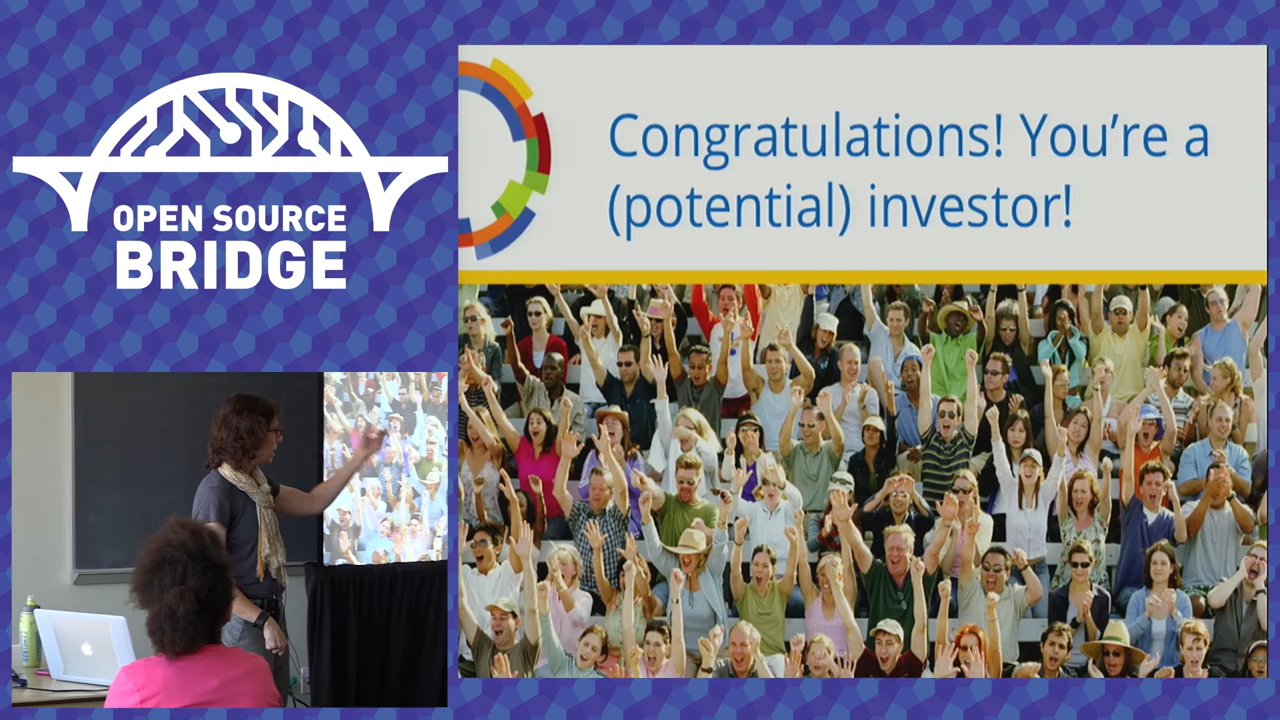 OPEN SOURCE
BRIDGE
Congratulations! You're a
(potential) investor!